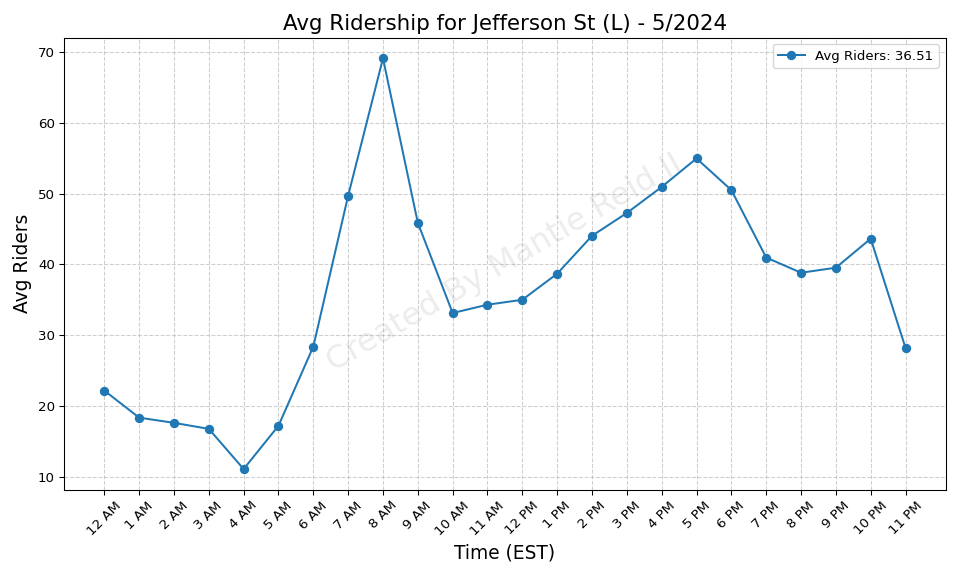 Avg Ridership for Jefferson St (L) - 5/2024
Avg Riders: 36.51
70
60
50
40
30
20
10
Avg Riders
Created By Mantie Reid II
12 AM
1 AM
2 AM
3 AM
4 AM
5 AM
6 AM
7 AM
8 AM
9 AM
10 AM
11 AM
12 PM
1 PM
2 PM
3 PM
4 PM
5 PM
6 PM
7 PM
8 PM
9 PM
10 PM
11 PM
Time (EST)